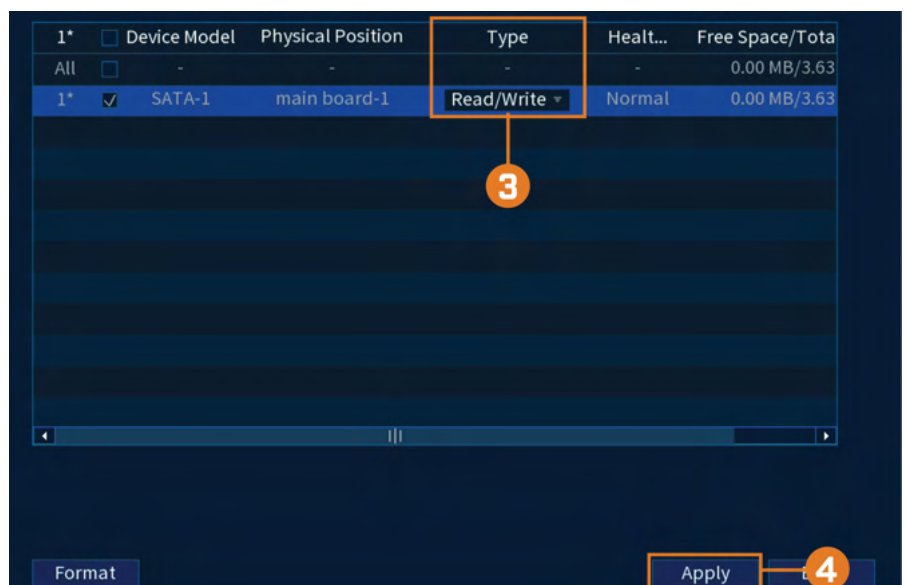 1* Device Model Physical Position Type Healt... Free Space/Tota
All - - - - 0.00 MB/3.63
1* SATA-1 main board-1 Read/Write Normal 0.00 MB/3.63
3
Format Apply 4